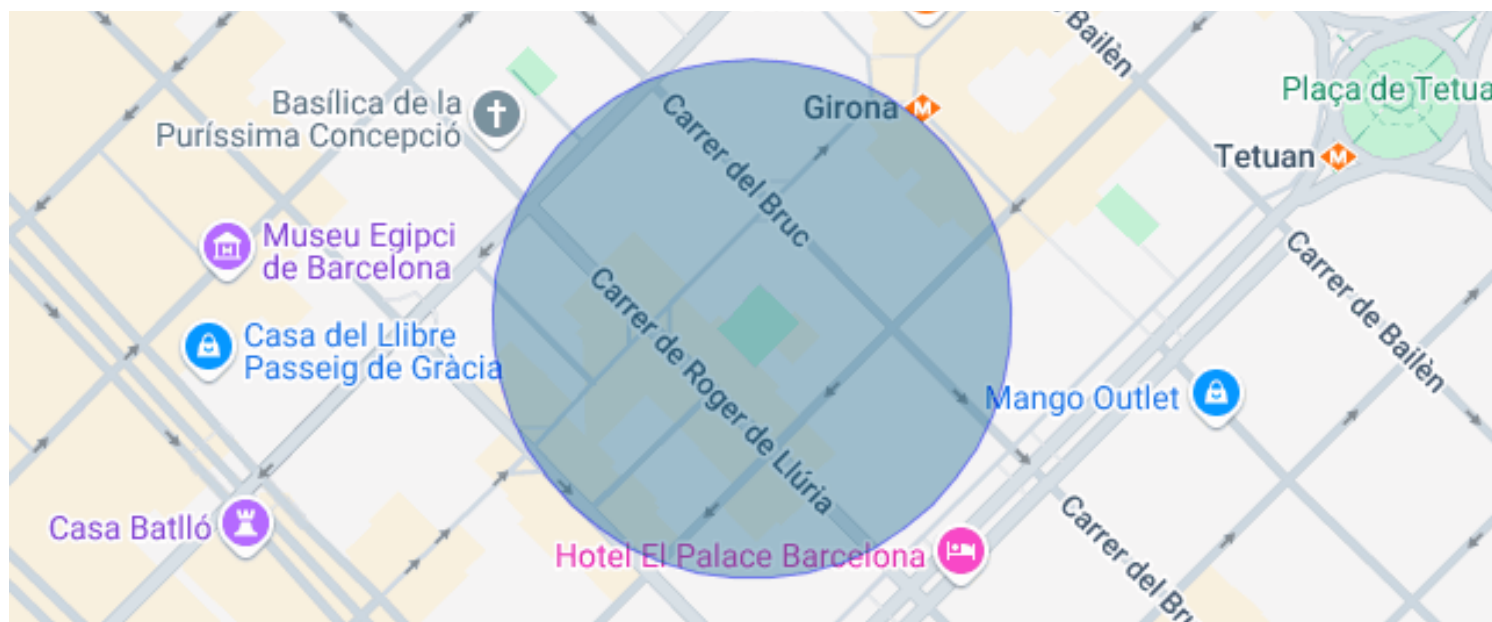 Bailèn
Plaça de Tetua
Basílica de la
Puríssima Concepció
Girona
Carrer del Bruc
Tetuan
Museu Egipci
de Barcelona
Carrer de Bailèn
Casa del Llibre
Passeig de Gràcia
Carrer de Roger de Llúria
Mango Outlet
Casa Batlló
Hotel El Palace Barcelona
Carrer del Bru